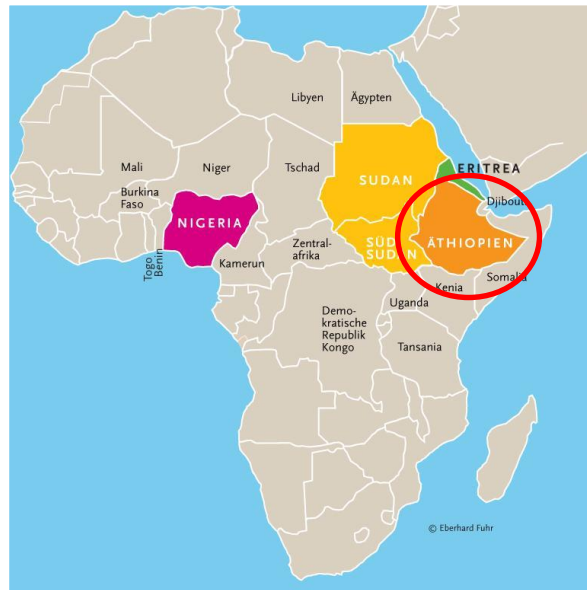 Libyen
Ägypten
Mali
Niger
Tschad
SUDAN
ERITREA
Burkina
Faso
Djibouti
NIGERIA
SÜD
SUDAN
ÄTHIOPIEN
Togo
Benin
Kamerun
Zentral-
afrika
Somalia
Kenia
Uganda
Demo-
kratische
Republik
Kongo
Tansania
© Eberhard Fuhr